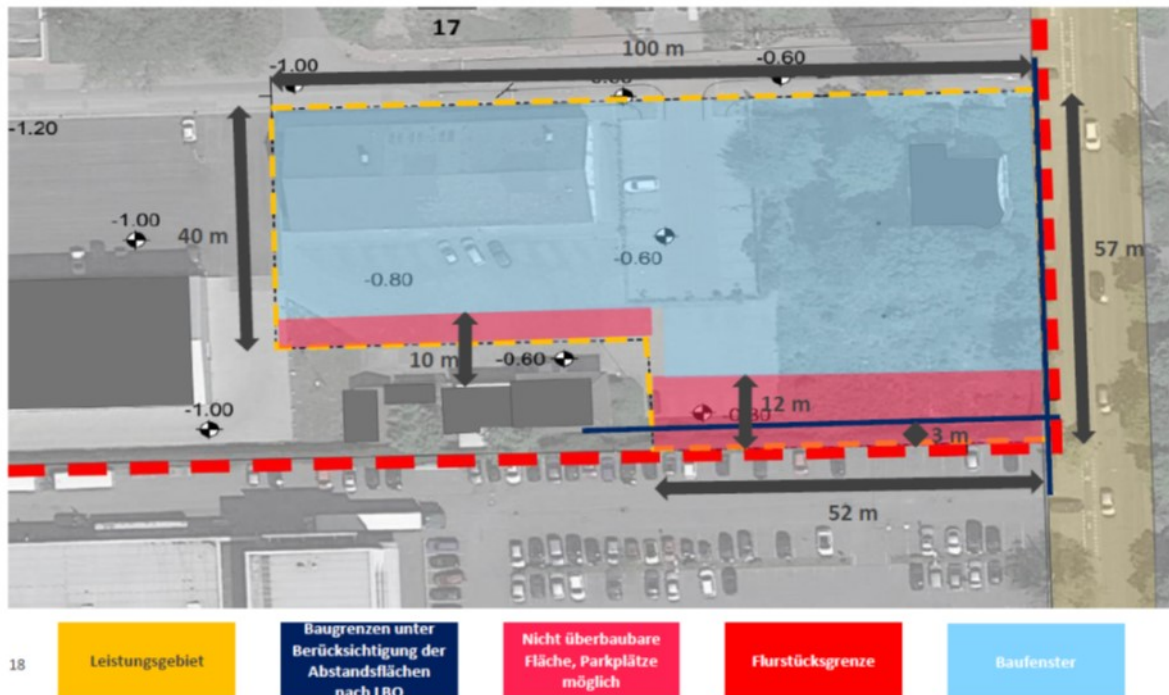 17
100 m
-1.00
-0.60
-1.20
-1.00
40 m
57 m
-0.60
-0.80
10 m
-0.60
12 m
-1.00
3 m
52 m
18
Leistungsgebiet
Baugrenzen unter
Berücksichtigung der
Abstandsflächen
nach LBO
Nicht überbaubare
Fläche, Parkplätze
möglich
Flurstücksgrenze
Baufenster